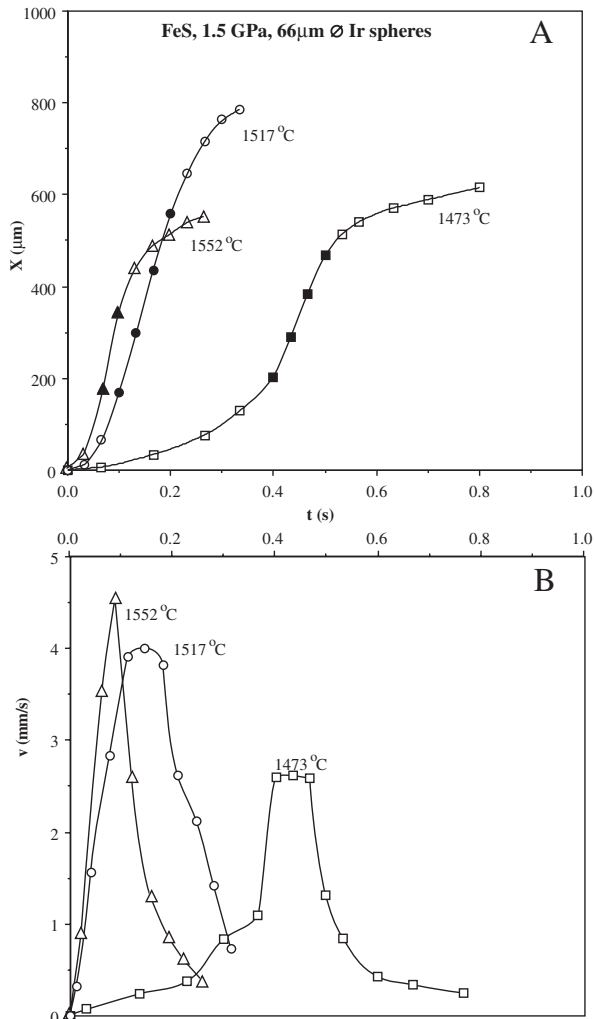 FeS, 1.5 GPa, 66μm ⌀ Ir spheres
A
1000
800
600
400
200
0
X (μm)
1517 °C
1552 °C
1473 °C
0.0 0.2 0.4 0.6 0.8 1.0
t (s)
0.0 0.2 0.4 0.6 0.8 1.0
B
5
4
3
2
1
0
v (mm/s)
1552 °C
1517 °C
1473 °C